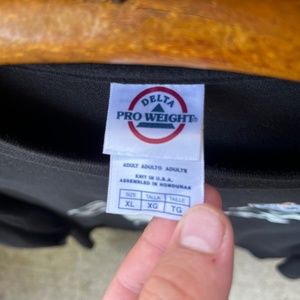 DELTA
PRO WEIGHT®
ADULT ADULTO ADULTE
KNIT IN U.S.A.
ASSEMBLED IN HONDURAS
SIZE TALLA TAILLE
XL XG TG